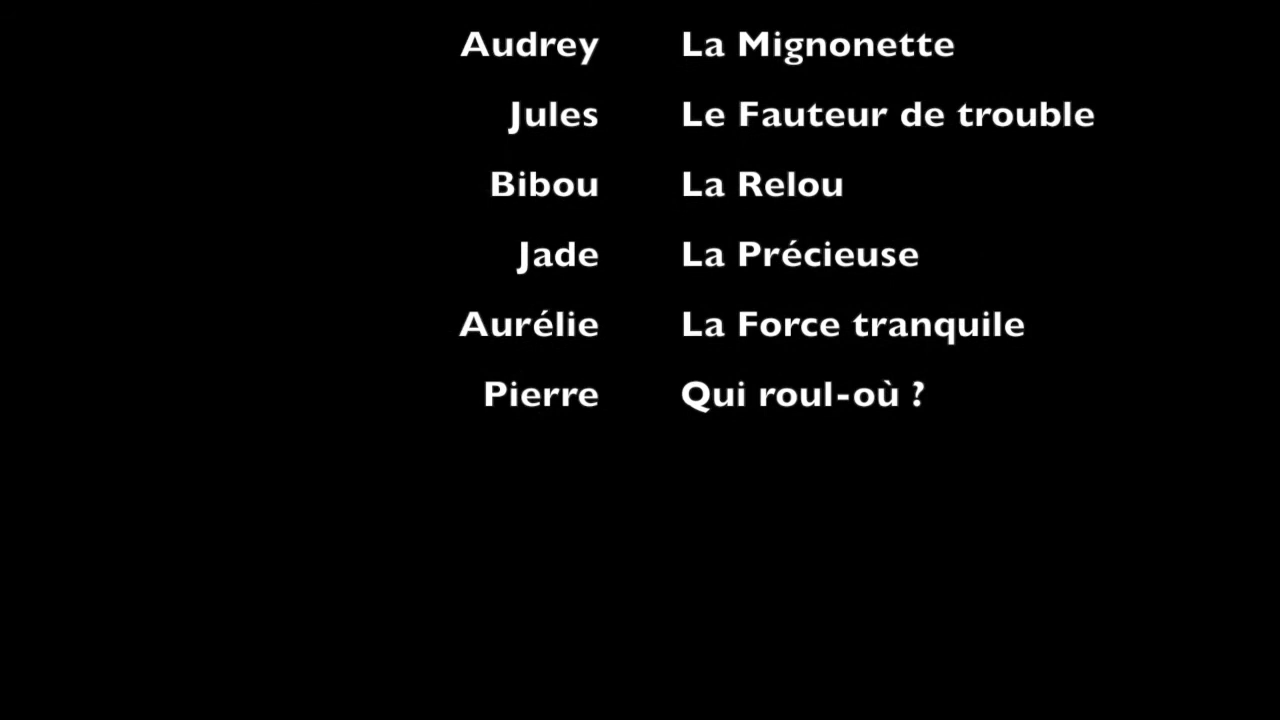 Audrey La Mignonette
Jules Le Fauteur de trouble
Bibou La Relou
Jade La Précieuse
Aurélie La Force tranquile
Pierre Qui roul-où ?